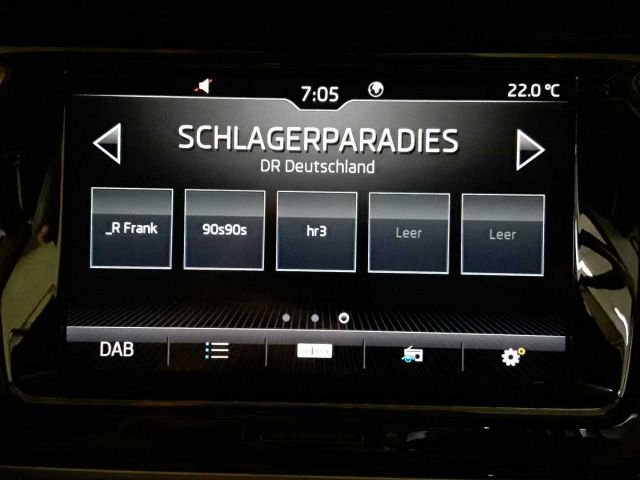 7:05
22.0 °C
SCHLAGERPARADIES
DR Deutschland
_R Frank
90s90s
hr3
Leer
Leer
DAB